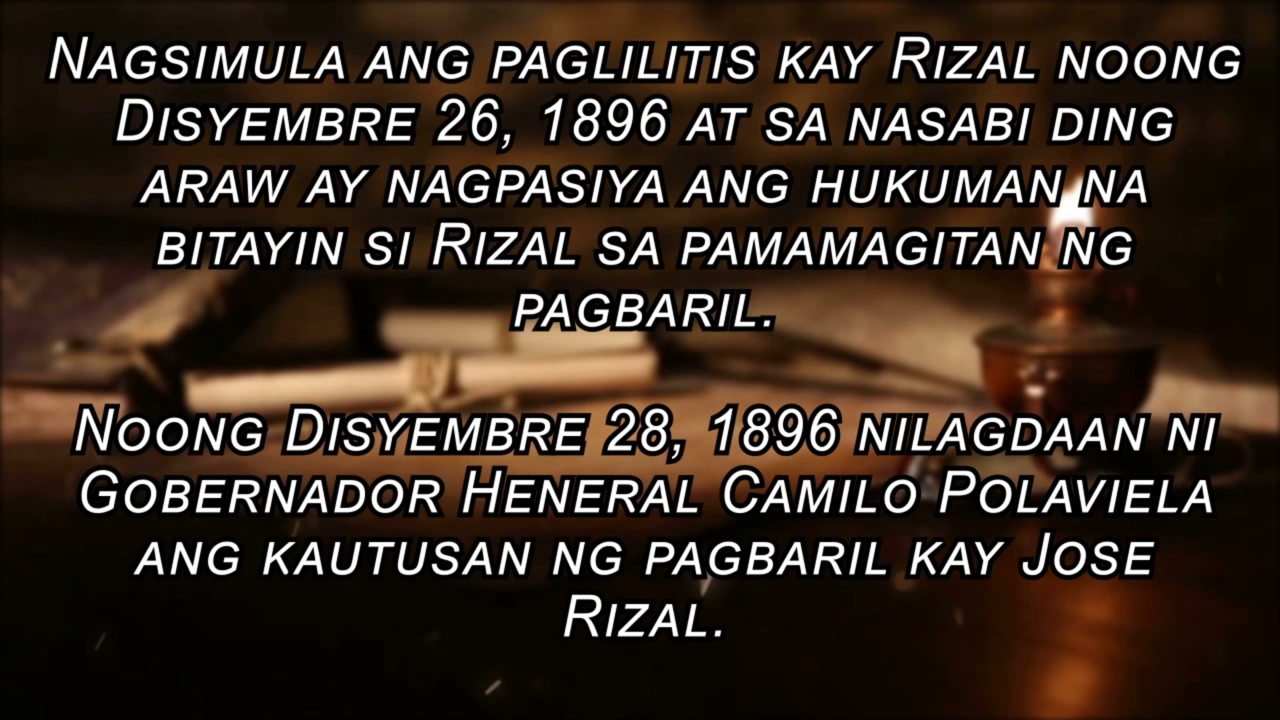 Nagsimula ang paglilitis kay Rizal noong
Disyembre 26, 1896 at sa nasabi ding
araw ay nagpasiya ang hukuman na
bitayin si Rizal sa pamamagitan ng
pagbaril.
Noong Disyembre 28, 1896 nilagdaan ni
Gobernador Heneral Camilo Polaviela
ang kautusan ng pagbaril kay Jose
Rizal.